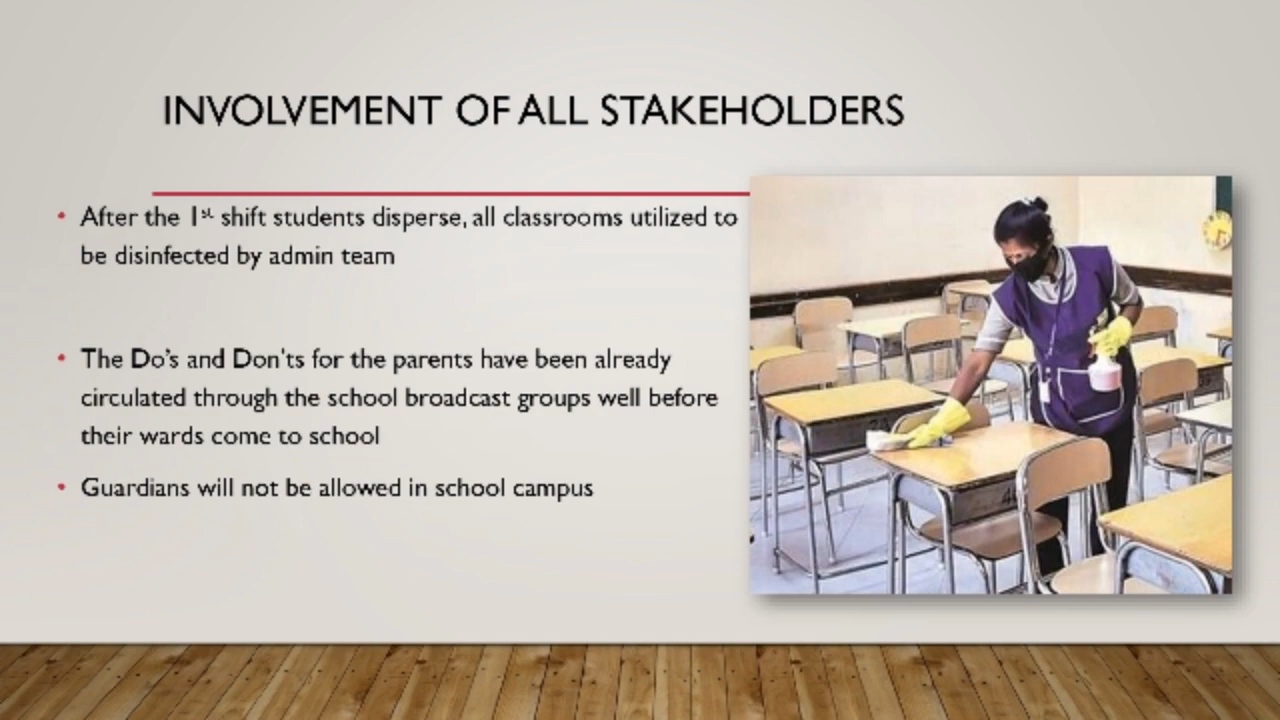 INVOLVEMENT OF ALL STAKEHOLDERS
• After the 1st shift students disperse, all classrooms utilized to
be disinfected by admin team
• The Do's and Don'ts for the parents have been already
circulated through the school broadcast groups well before
their wards come to school
• Guardians will not be allowed in school campus